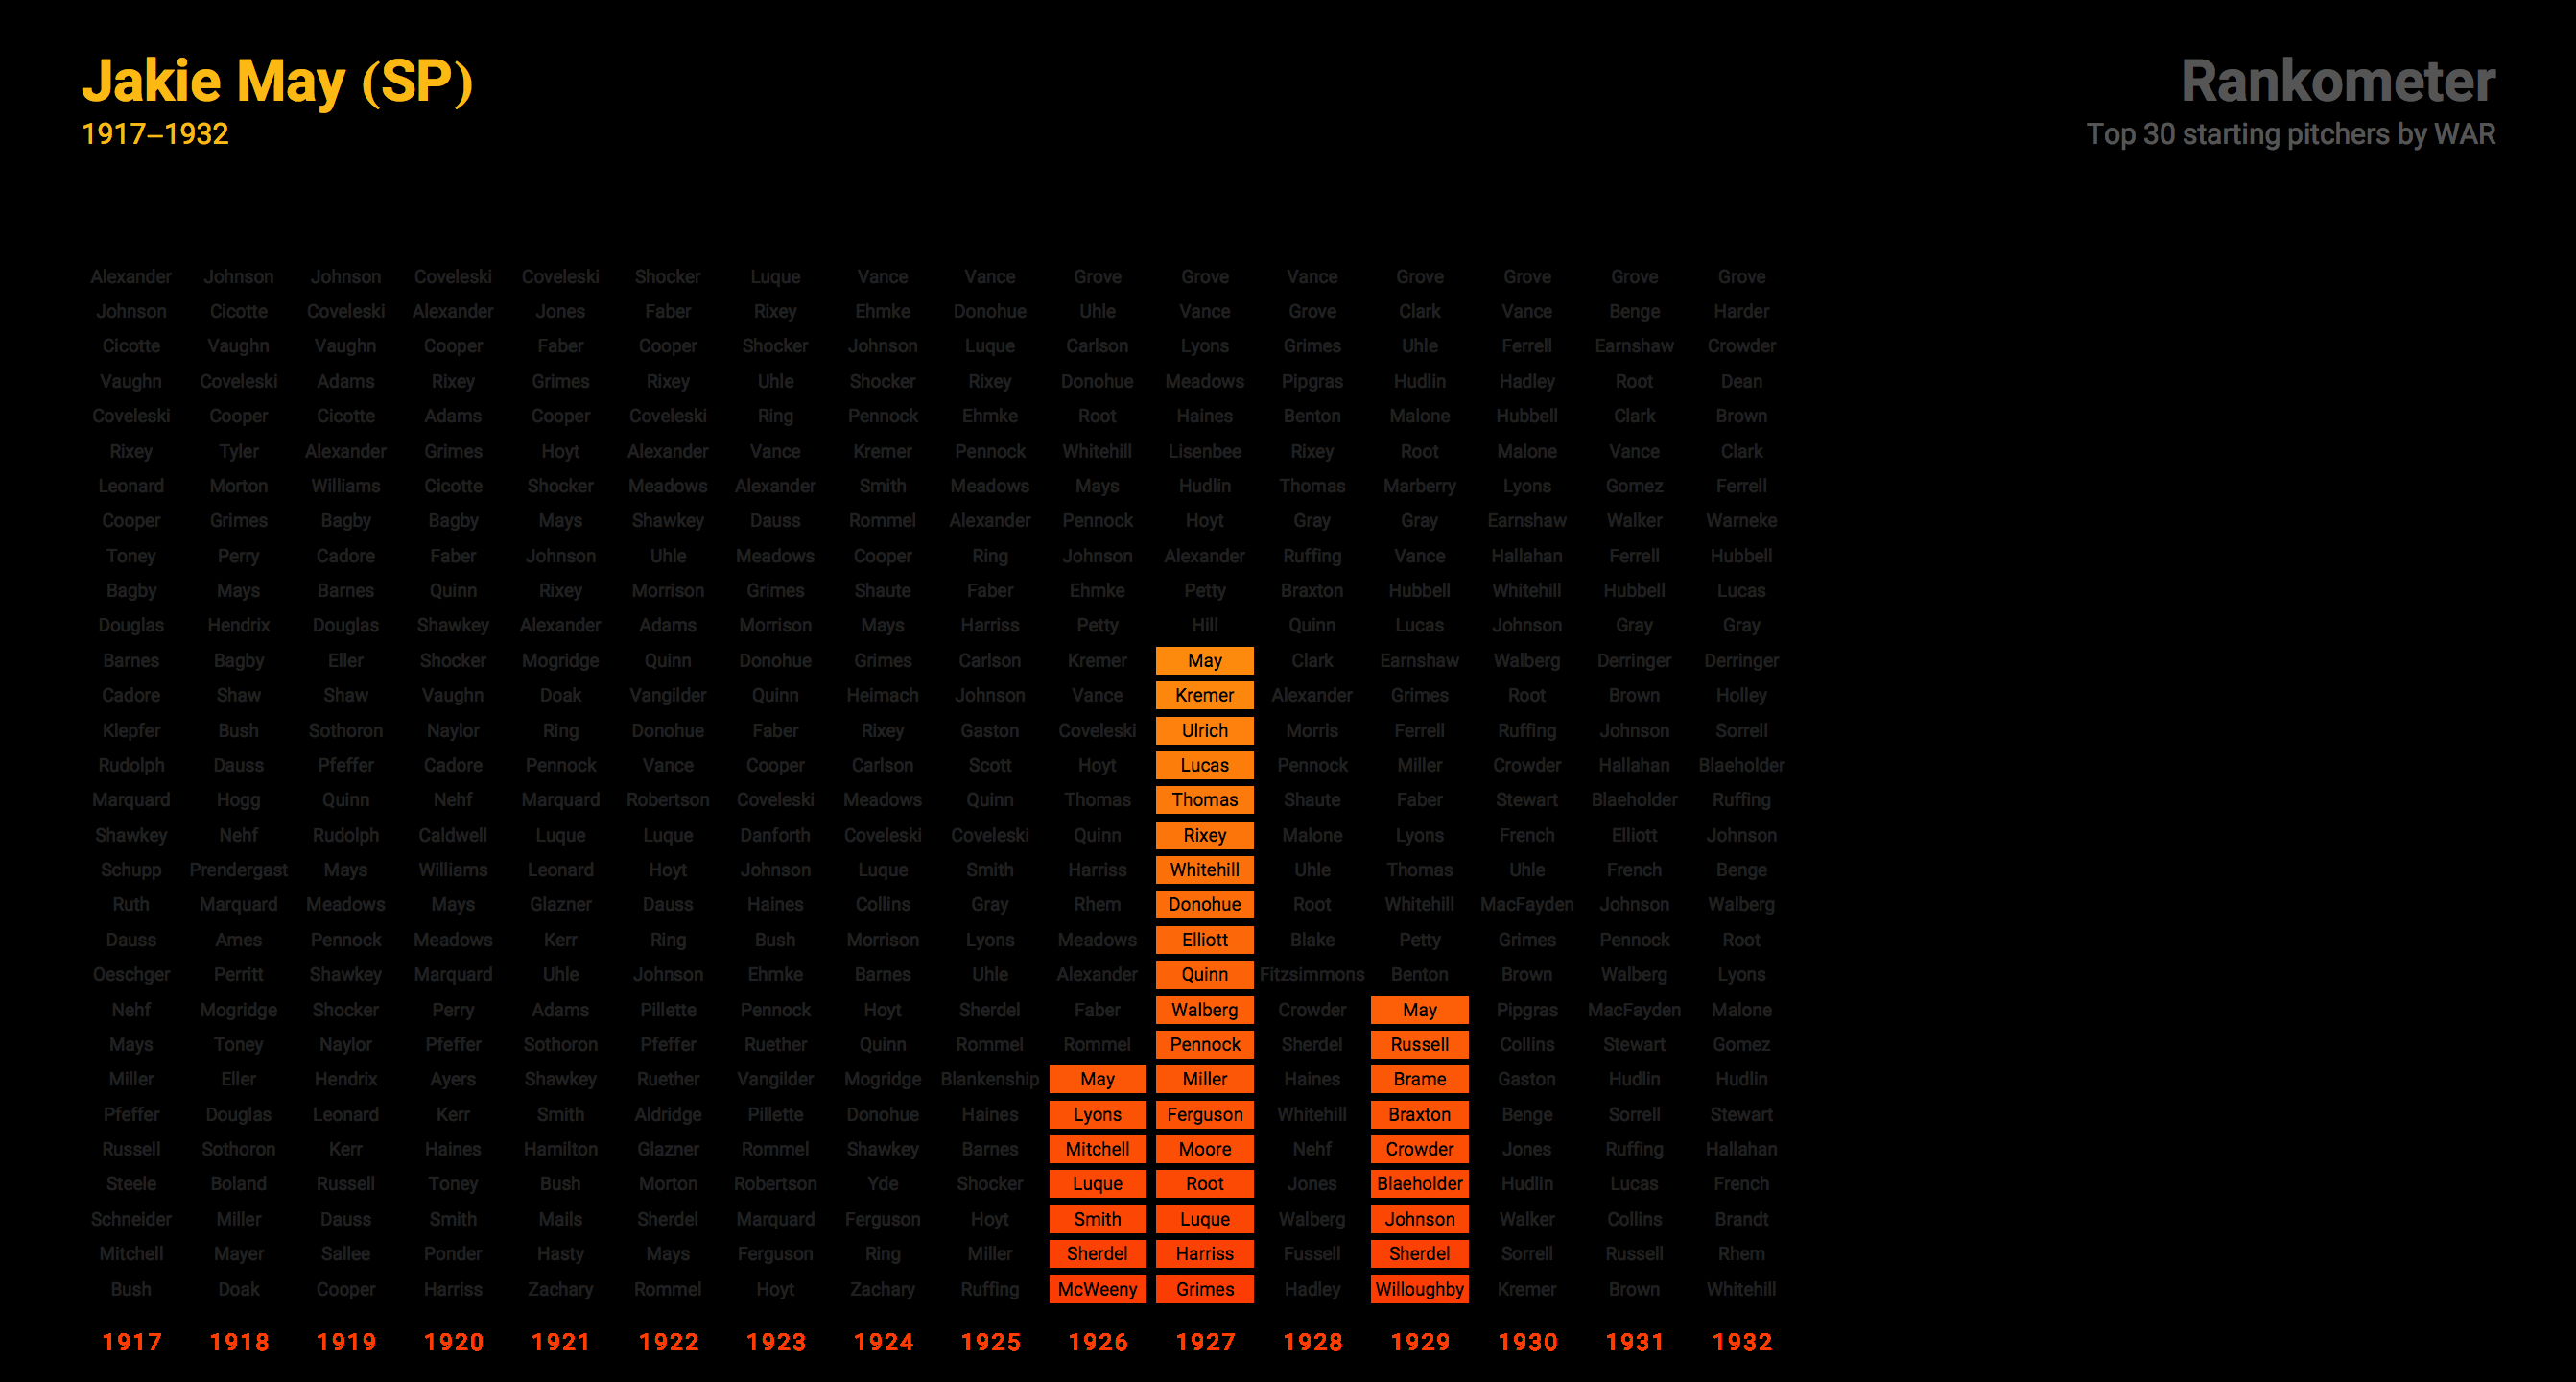 Jakie May (SP)
1917–1932
Rankometer
Top 30 starting pitchers by WAR
Alexander Johnson Johnson Coveleski Coveleski Shocker Luque Vance Vance Grove Grove Vance Grove Grove Grove Grove
Johnson Cicotte Coveleski Alexander Jones Faber Rixey Ehmke Donohue Uhle Vance Grove Clark Vance Benge Harder
Cicotte Vaughn Vaughn Cooper Faber Cooper Shocker Johnson Luque Carlson Lyons Grimes Uhle Ferrell Earnshaw Crowder
Vaughn Coveleski Adams Rixey Grimes Rixey Uhle Shocker Rixey Donohue Meadows Pipgras Hudlin Hadley Root Dean
Coveleski Cooper Cicotte Adams Cooper Coveleski Ring Pennock Ehmke Root Haines Benton Malone Hubbell Clark Brown
Rixey Tyler Alexander Grimes Hoyt Alexander Vance Kremer Pennock Whitehill Lisenbee Rixey Root Malone Vance Clark
Leonard Morton Williams Cicotte Shocker Meadows Alexander Smith Meadows Mays Hudlin Thomas Marberry Lyons Gomez Ferrell
Cooper Grimes Bagby Bagby Mays Shawkey Dauss Rommel Alexander Pennock Hoyt Gray Gray Earnshaw Walker Warneke
Toney Perry Cadore Faber Johnson Uhle Meadows Cooper Ring Johnson Alexander Ruffing Vance Hallahan Ferrell Hubbell
Bagby Mays Barnes Quinn Rixey Morrison Grimes Shaute Faber Ehmke Petty Braxton Hubbell Whitehill Hubbell Lucas
Douglas Hendrix Douglas Shawkey Alexander Adams Morrison Mays Harriss Petty Hill Quinn Lucas Johnson Gray Gray
Barnes Bagby Eller Shocker Mogridge Quinn Donohue Grimes Carlson Kremer May Clark Earnshaw Walberg Derringer Derringer
Cadore Shaw Shaw Vaughn Doak Vangilder Quinn Heimach Johnson Vance Kremer Alexander Grimes Root Brown Holley
Klepfer Bush Sothoron Naylor Ring Donohue Faber Rixey Gaston Coveleski Ulrich Morris Ferrell Ruffing Johnson Sorrell
Rudolph Dauss Pfeffer Cadore Pennock Vance Cooper Carlson Scott Hoyt Lucas Pennock Miller Crowder Hallahan Blaeholder
Marquard Hogg Quinn Nehf Marquard Robertson Coveleski Meadows Quinn Thomas Thomas Shaute Faber Stewart Blaeholder Ruffing
Shawkey Nehf Rudolph Caldwell Luque Luque Danforth Coveleski Coveleski Quinn Rixey Malone Lyons French Elliott Johnson
Schupp Prendergast Mays Williams Leonard Hoyt Johnson Luque Smith Harriss Whitehill Uhle Thomas Uhle French Benge
Ruth Marquard Meadows Mays Glazner Dauss Haines Collins Gray Rhem Donohue Root Whitehill MacFayden Johnson Walberg
Dauss Ames Pennock Meadows Kerr Ring Bush Morrison Lyons Meadows Elliott Blake Petty Grimes Pennock Root
Oeschger Perritt Shawkey Marquard Uhle Johnson Ehmke Barnes Uhle Alexander Quinn Fitzsimmons Benton Brown Walberg Lyons
Nehf Mogridge Shocker Perry Adams Pillette Pennock Hoyt Sherdel Faber Walberg Crowder May Pipgras MacFayden Malone
Mays Toney Naylor Pfeffer Sothoron Pfeffer Ruether Quinn Rommel Rommel Pennock Sherdel Russell Collins Stewart Gomez
Miller Eller Hendrix Ayers Shawkey Ruether Vangilder Mogridge Blankenship May Miller Haines Brame Gaston Hudlin Hudlin
Pfeffer Douglas Leonard Kerr Smith Aldridge Pillette Donohue Haines Lyons Ferguson Whitehill Braxton Benge Sorrell Stewart
Russell Sothoron Kerr Haines Hamilton Glazner Rommel Shawkey Barnes Mitchell Moore Nehf Crowder Jones Ruffing Hallahan
Steele Boland Russell Toney Bush Morton Robertson Yde Shocker Luque Root Jones Blaeholder Hudlin Lucas French
Schneider Miller Dauss Smith Mails Sherdel Marquard Ferguson Hoyt Smith Luque Walberg Johnson Walker Collins Brandt
Mitchell Mayer Sallee Ponder Hasty Mays Ferguson Ring Miller Sherdel Harriss Fussell Sherdel Sorrell Russell Rhem
Bush Doak Cooper Harriss Zachary Rommel Hoyt Zachary Ruffing McWeeny Grimes Hadley Willoughby Kremer Brown Whitehill
1917 1918 1919 1920 1921 1922 1923 1924 1925 1926 1927 1928 1929 1930 1931 1932